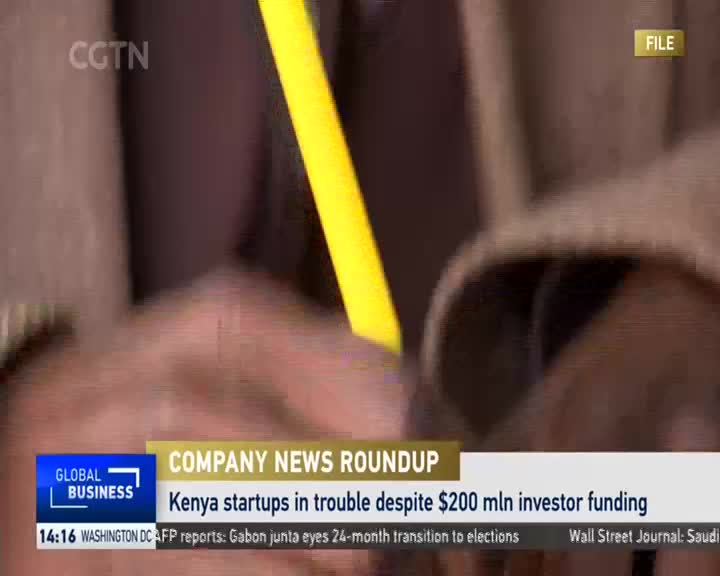 CGTN
FILE
COMPANY NEWS ROUNDUP
GLOBAL
BUSINESS
Kenya startups in trouble despite $200 mln investor funding
14:16 WASHINGTON DC AFP reports: Gabon junta eyes 24-month transition to elections Wall Street Journal: Saudi